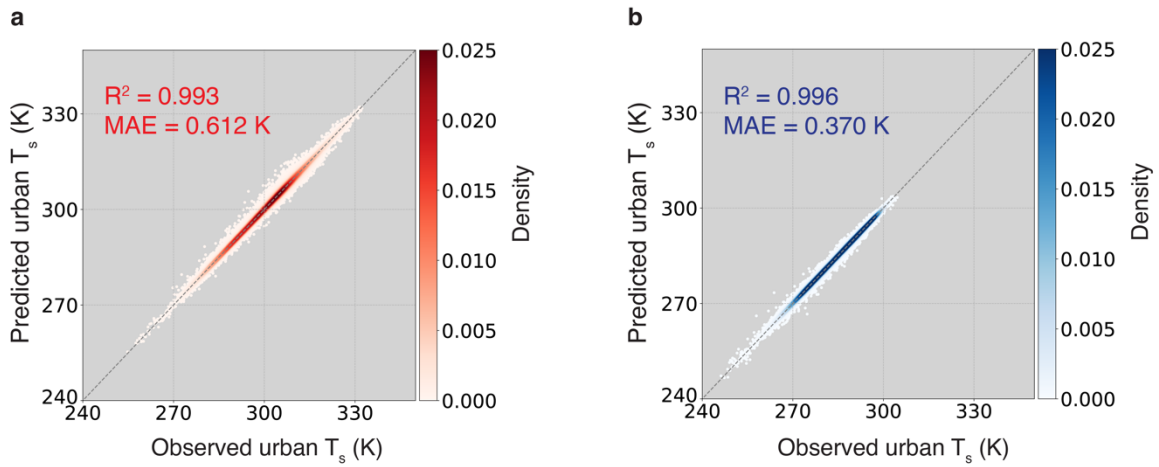 a
R² = 0.993
MAE = 0.612 K
Predicted urban Tₛ (K)
330
300
270
240
240
270
300
330
Observed urban Tₛ (K)
0.025
0.020
0.015
0.010
0.005
0.000
Density
b
R² = 0.996
MAE = 0.370 K
Predicted urban Tₛ (K)
330
300
270
240
240
270
300
330
Observed urban Tₛ (K)
0.025
0.020
0.015
0.010
0.005
0.000
Density